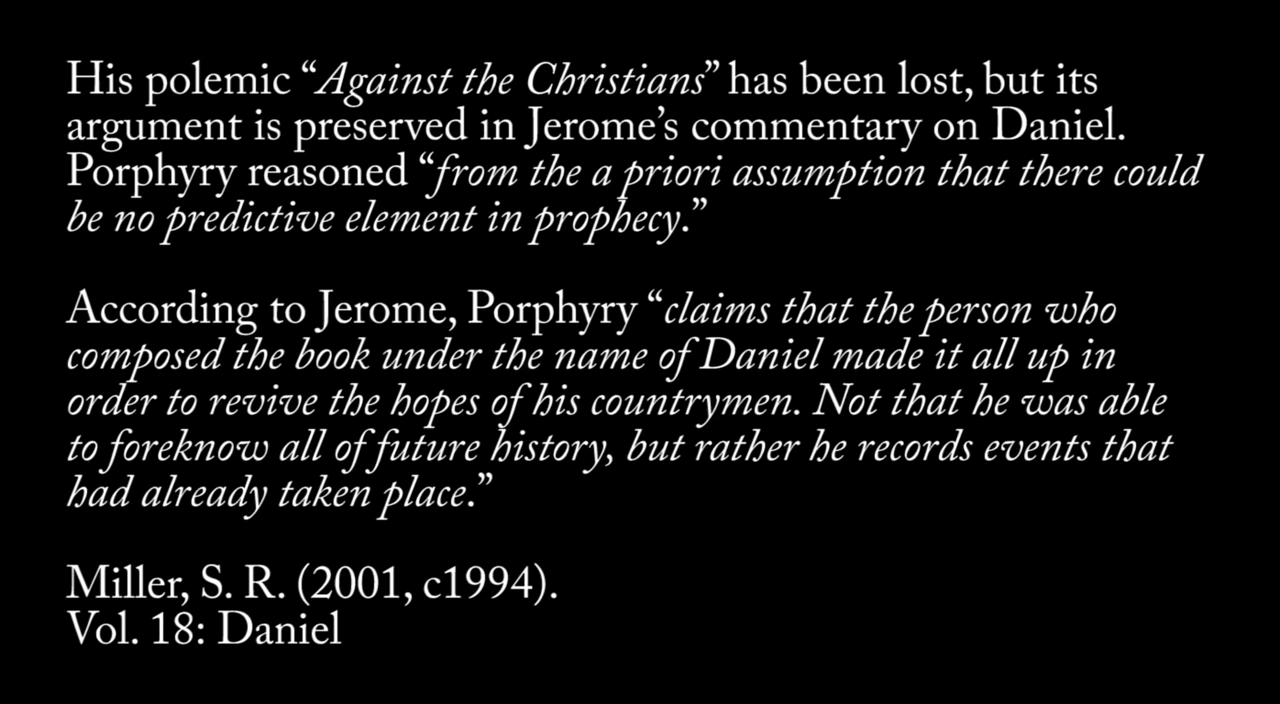 His polemic “Against the Christians” has been lost, but its
argument is preserved in Jerome’s commentary on Daniel.
Porphyry reasoned “from the a priori assumption that there could
be no predictive element in prophecy.”
According to Jerome, Porphyry “claims that the person who
composed the book under the name of Daniel made it all up in
order to revive the hopes of his countrymen. Not that he was able
to foreknow all of future history, but rather he records events that
had already taken place.”
Miller, S. R. (2001, c1994).
Vol. 18: Daniel